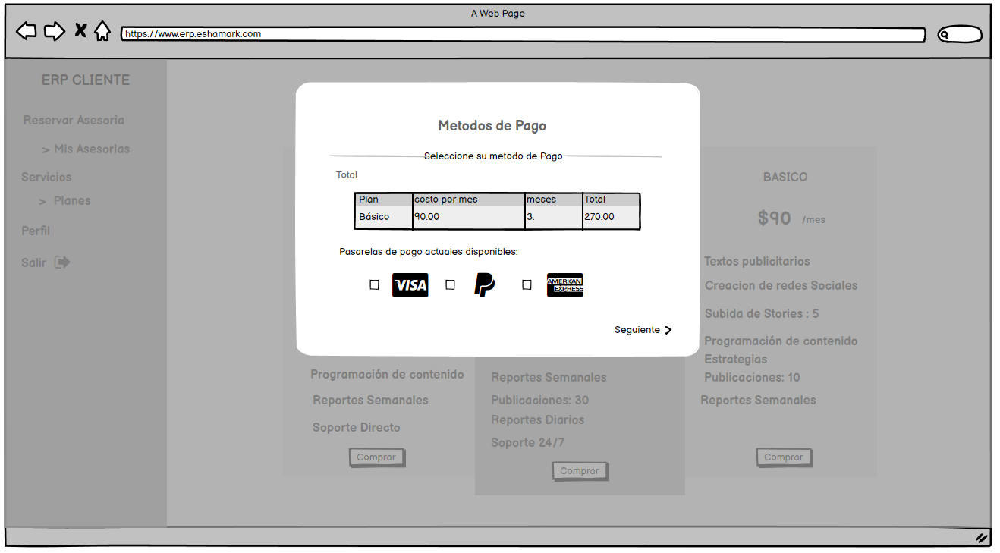 A Web Page
https://www.erp.eshamark.com
ERP CLIENTE
Reservar Asesoria
> Mis Asesorias
Servicios
> Planes
Perfil
Salir
Metodos de Pago
Seleccione su metodo de Pago
Total
Plan costo por mes meses Total
Básico 90.00 3. 270.00
Pasarelas de pago actuales disponibles:
VISA
AMERICAN
EXPRESS
Seguiente >
Programación de contenido
Reportes Semanales
Soporte Directo
Comprar
Reportes Semanales
Publicaciones: 30
Reportes Diarios
Soporte 24/7
Comprar
BASICO
$90 /mes
Textos publicitarios
Creacion de redes Sociales
Subida de Stories : 5
Programación de contenido
Estrategias
Publicaciones: 10
Reportes Semanales
Comprar